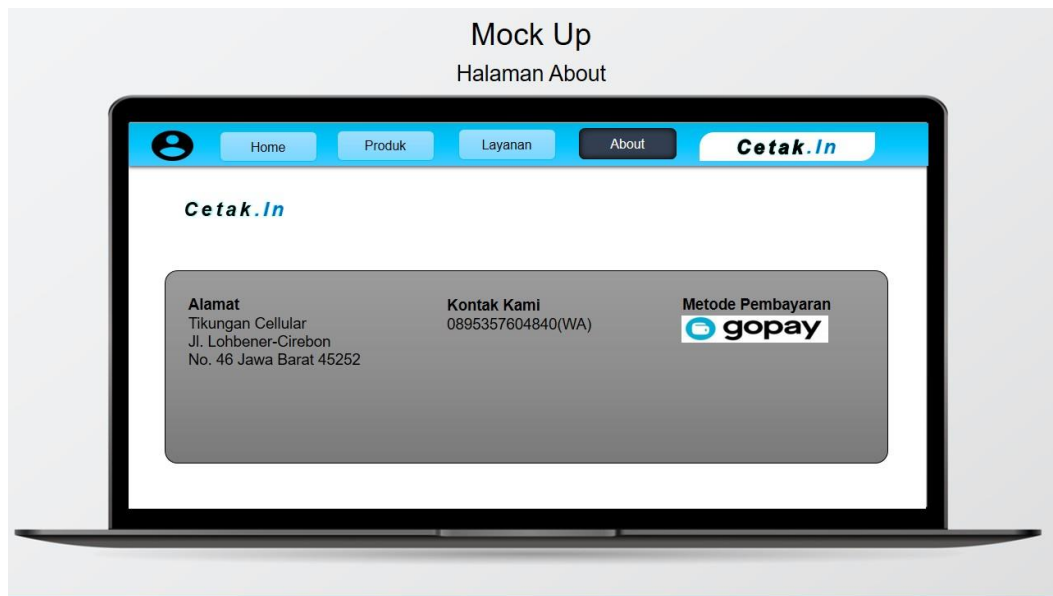 Mock Up
Halaman About
Home
Produk
Layanan
About
Cetak.In
Cetak.In
Alamat
Tikungan Cellular
Jl. Lohbener-Cirebon
No. 46 Jawa Barat 45252
Kontak Kami
0895357604840(WA)
Metode Pembayaran
gopay